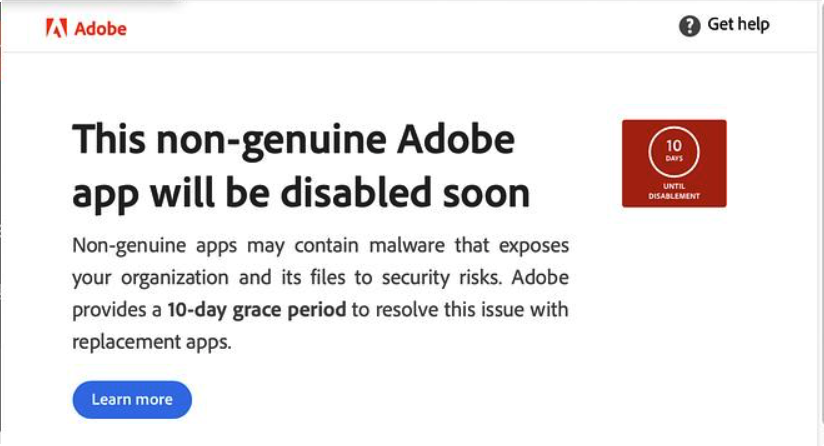 Adobe
? Get help
This non-genuine Adobe
app will be disabled soon
10
DAYS
UNTIL
DISABLEMENT
Non-genuine apps may contain malware that exposes
your organization and its files to security risks. Adobe
provides a 10-day grace period to resolve this issue with
replacement apps.
Learn more